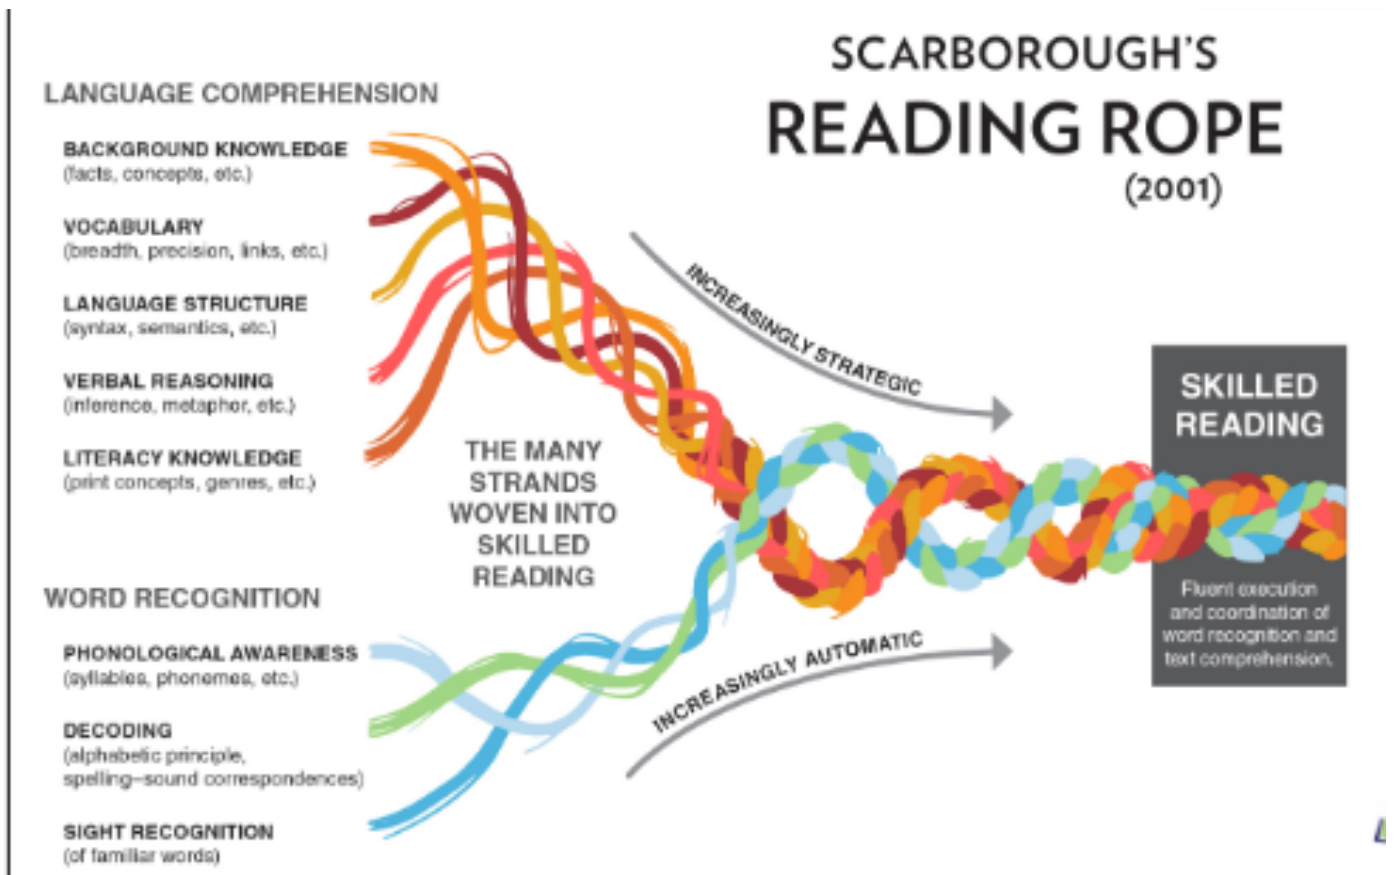 SCARBOROUGH'S
READING ROPE
(2001)
LANGUAGE COMPREHENSION
BACKGROUND KNOWLEDGE
(facts, concepts, etc.)
VOCABULARY
(breadth, precision, links, etc.)
LANGUAGE STRUCTURE
(syntax, semantics, etc.)
VERBAL REASONING
(inference, metaphor, etc.)
LITERACY KNOWLEDGE
(print concepts, genres, etc.)
THE MANY
STRANDS
WOVEN INTO
SKILLED
READING
WORD RECOGNITION
PHONOLOGICAL AWARENESS
(syllables, phonemes, etc.)
DECODING
(alphabetic principle,
spelling–sound correspondences)
SIGHT RECOGNITION
(of familiar words)
INCREASINGLY STRATEGIC
INCREASINGLY AUTOMATIC
SKILLED
READING
Fluent execution
and coordination of
word recognition and
text comprehension.